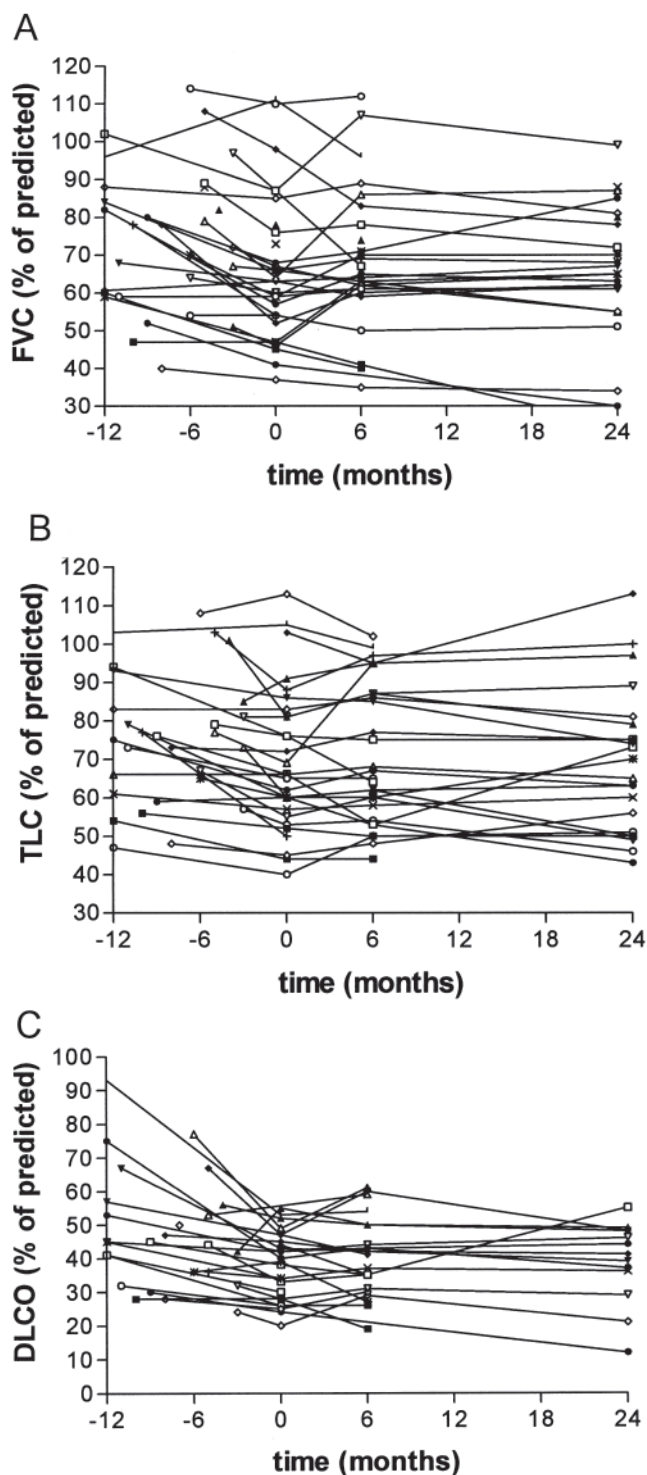 A
FVC (% of predicted)
120
110
100
90
80
70
60
50
40
30
-12 -6 0 6 12 18 24
time (months)
B
TLC (% of predicted)
120
110
100
90
80
70
60
50
40
30
-12 -6 0 6 12 18 24
time (months)
C
DLCO (% of predicted)
100
90
80
70
60
50
40
30
20
10
0
-12 -6 0 6 12 18 24
time (months)